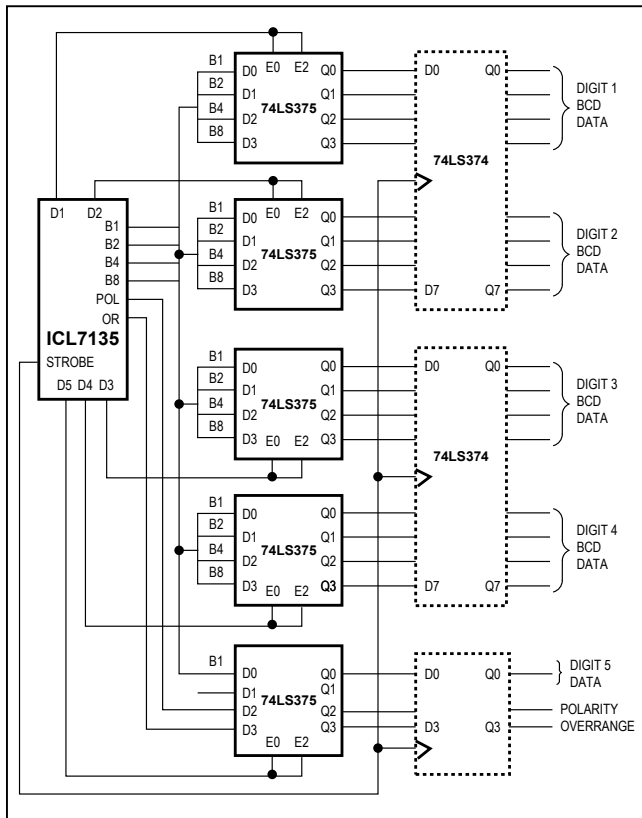 B1
B2
B4
B8
D0
D1
D2
D3
E0 E2
74LS375
Q0
Q1
Q2
Q3
D0
D7
Q0
Q7
74LS374
DIGIT 1
BCD
DATA
B1
B2
B4
B8
D0
D1
D2
D3
E0 E2
74LS375
Q0
Q1
Q2
Q3
DIGIT 2
BCD
DATA
D1 D2
B1
B2
B4
B8
POL
OR
ICL7135
STROBE
D5 D4 D3
B1
B2
B4
B8
D0
D1
D2
D3
E0 E2
74LS375
Q0
Q1
Q2
Q3
D0
D7
Q0
Q7
74LS374
DIGIT 3
BCD
DATA
B1
B2
B4
B8
D0
D1
D2
D3
E0 E2
74LS375
Q0
Q1
Q2
Q3
DIGIT 4
BCD
DATA
B1
D0
D1
D2
D3
E0 E2
74LS375
Q0
Q1
Q2
Q3
D0
D3
Q0
Q3
DIGIT 5
DATA
POLARITY
OVERRANGE